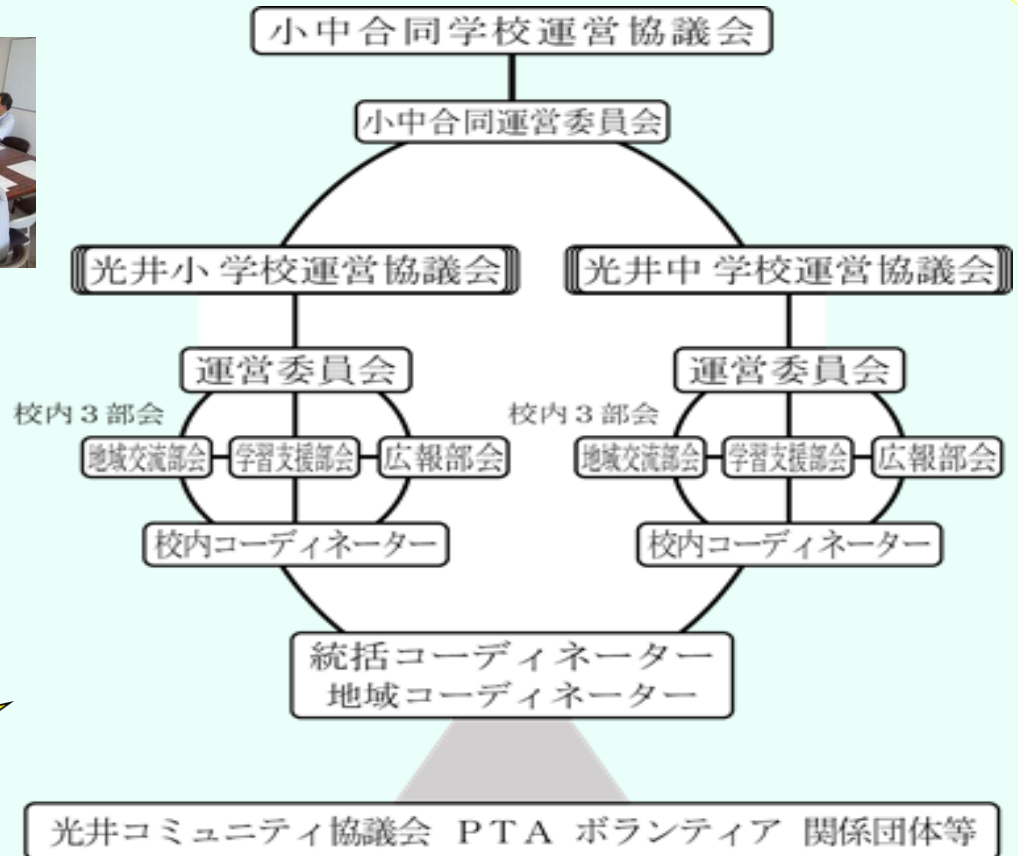 小中合同学校運営協議会
小中合同運営委員会
光井小 学校運営協議会
光井中 学校運営協議会
運営委員会
運営委員会
校内３部会
校内３部会
地域交流部会
学習支援部会
広報部会
地域交流部会
学習支援部会
広報部会
校内コーディネーター
校内コーディネーター
統括コーディネーター
地域コーディネーター
光井コミュニティ協議会 ＰＴＡ ボランティア 関係団体等